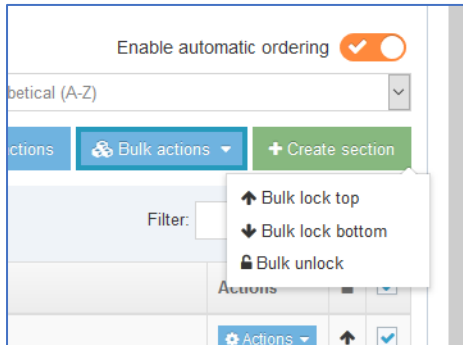 Enable automatic ordering
betical (A-Z)
ctions Bulk actions Create section
Bulk lock top
Filter:
Bulk lock bottom
Bulk unlock
Actions
Actions